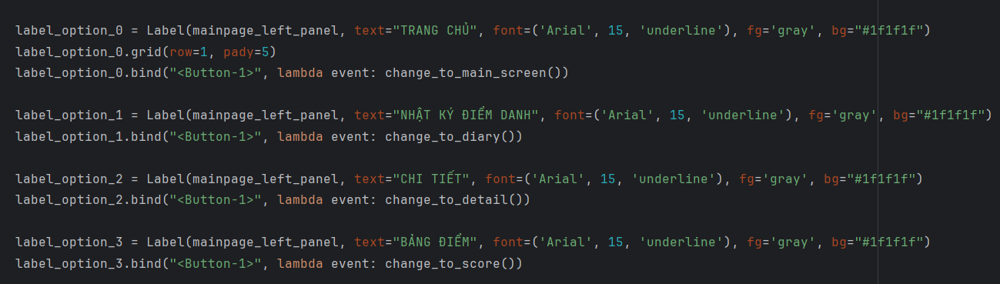 label_option_0 = Label(mainpage_left_panel, text="TRANG CHỦ", font=('Arial', 15, 'underline'), fg='gray', bg="#1f1f1f")
label_option_0.grid(row=1, pady=5)
label_option_0.bind("<Button-1>", lambda event: change_to_main_screen())
label_option_1 = Label(mainpage_left_panel, text="NHẬT KÝ ĐIỂM DANH", font=('Arial', 15, 'underline'), fg='gray', bg="#1f1f1f")
label_option_1.bind("<Button-1>", lambda event: change_to_diary())
label_option_2 = Label(mainpage_left_panel, text="CHI TIẾT", font=('Arial', 15, 'underline'), fg='gray', bg="#1f1f1f")
label_option_2.bind("<Button-1>", lambda event: change_to_detail())
label_option_3 = Label(mainpage_left_panel, text="BẢNG ĐIỂM", font=('Arial', 15, 'underline'), fg='gray', bg="#1f1f1f")
label_option_3.bind("<Button-1>", lambda event: change_to_score())